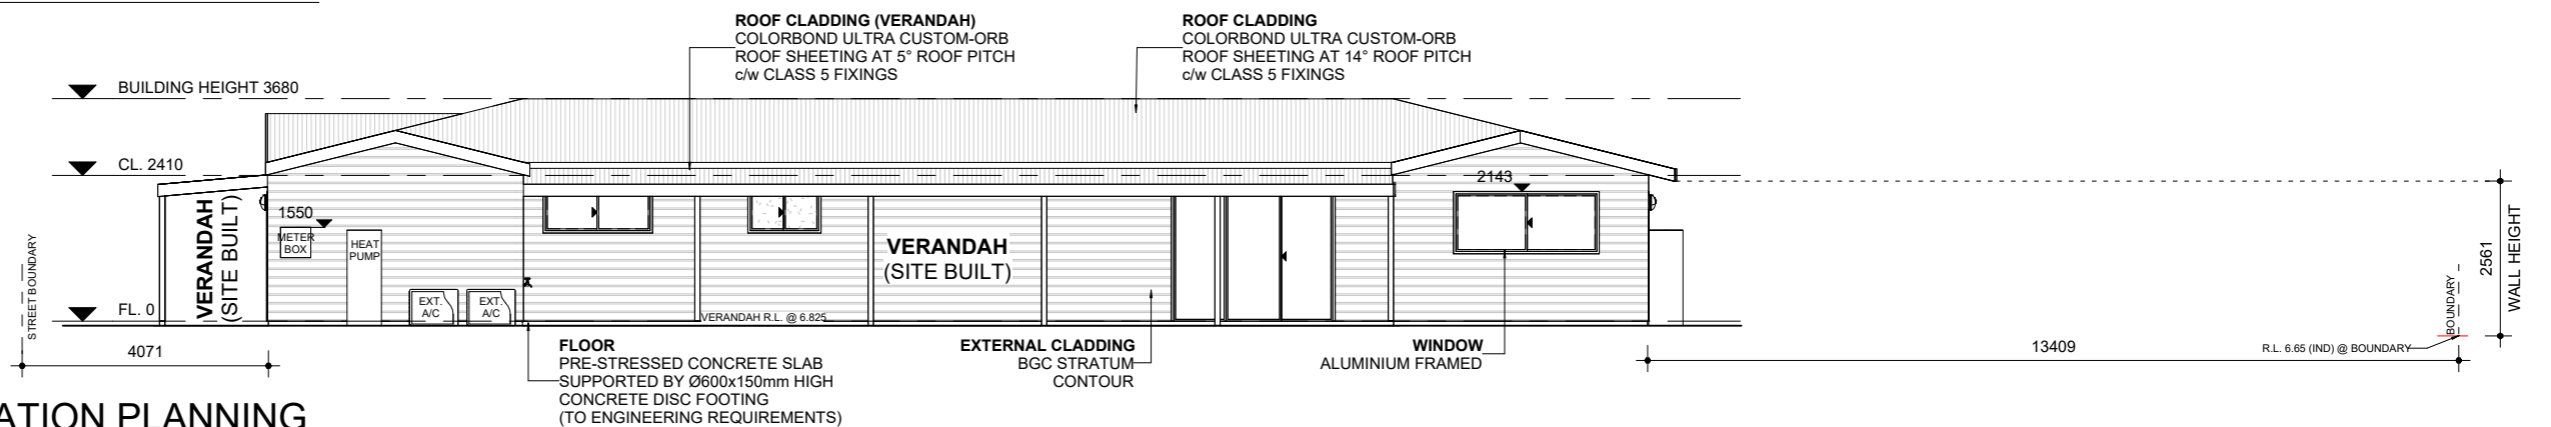 ROOF CLADDING (VERANDAH)
COLORBOND ULTRA CUSTOM-ORB
ROOF SHEETING AT 5° ROOF PITCH
c/w CLASS 5 FIXINGS
ROOF CLADDING
COLORBOND ULTRA CUSTOM-ORB
ROOF SHEETING AT 14° ROOF PITCH
c/w CLASS 5 FIXINGS
BUILDING HEIGHT 3680
CL. 2410
2143
1550
METER
BOX
HEAT
PUMP
VERANDAH
(SITE BUILT)
VERANDAH
(SITE BUILT)
EXT.
A/C
EXT.
A/C
FL. 0
VERANDAH R.L. @ 6.825
STREET BOUNDARY
BOUNDARY
2561
WALL HEIGHT
4071
13409
R.L. 6.65 (IND) @ BOUNDARY
FLOOR
PRE-STRESSED CONCRETE SLAB
SUPPORTED BY Ø600x150mm HIGH
CONCRETE DISC FOOTING
(TO ENGINEERING REQUIREMENTS)
EXTERNAL CLADDING
BGC STRATUM
CONTOUR
WINDOW
ALUMINIUM FRAMED
ATION PLANNING